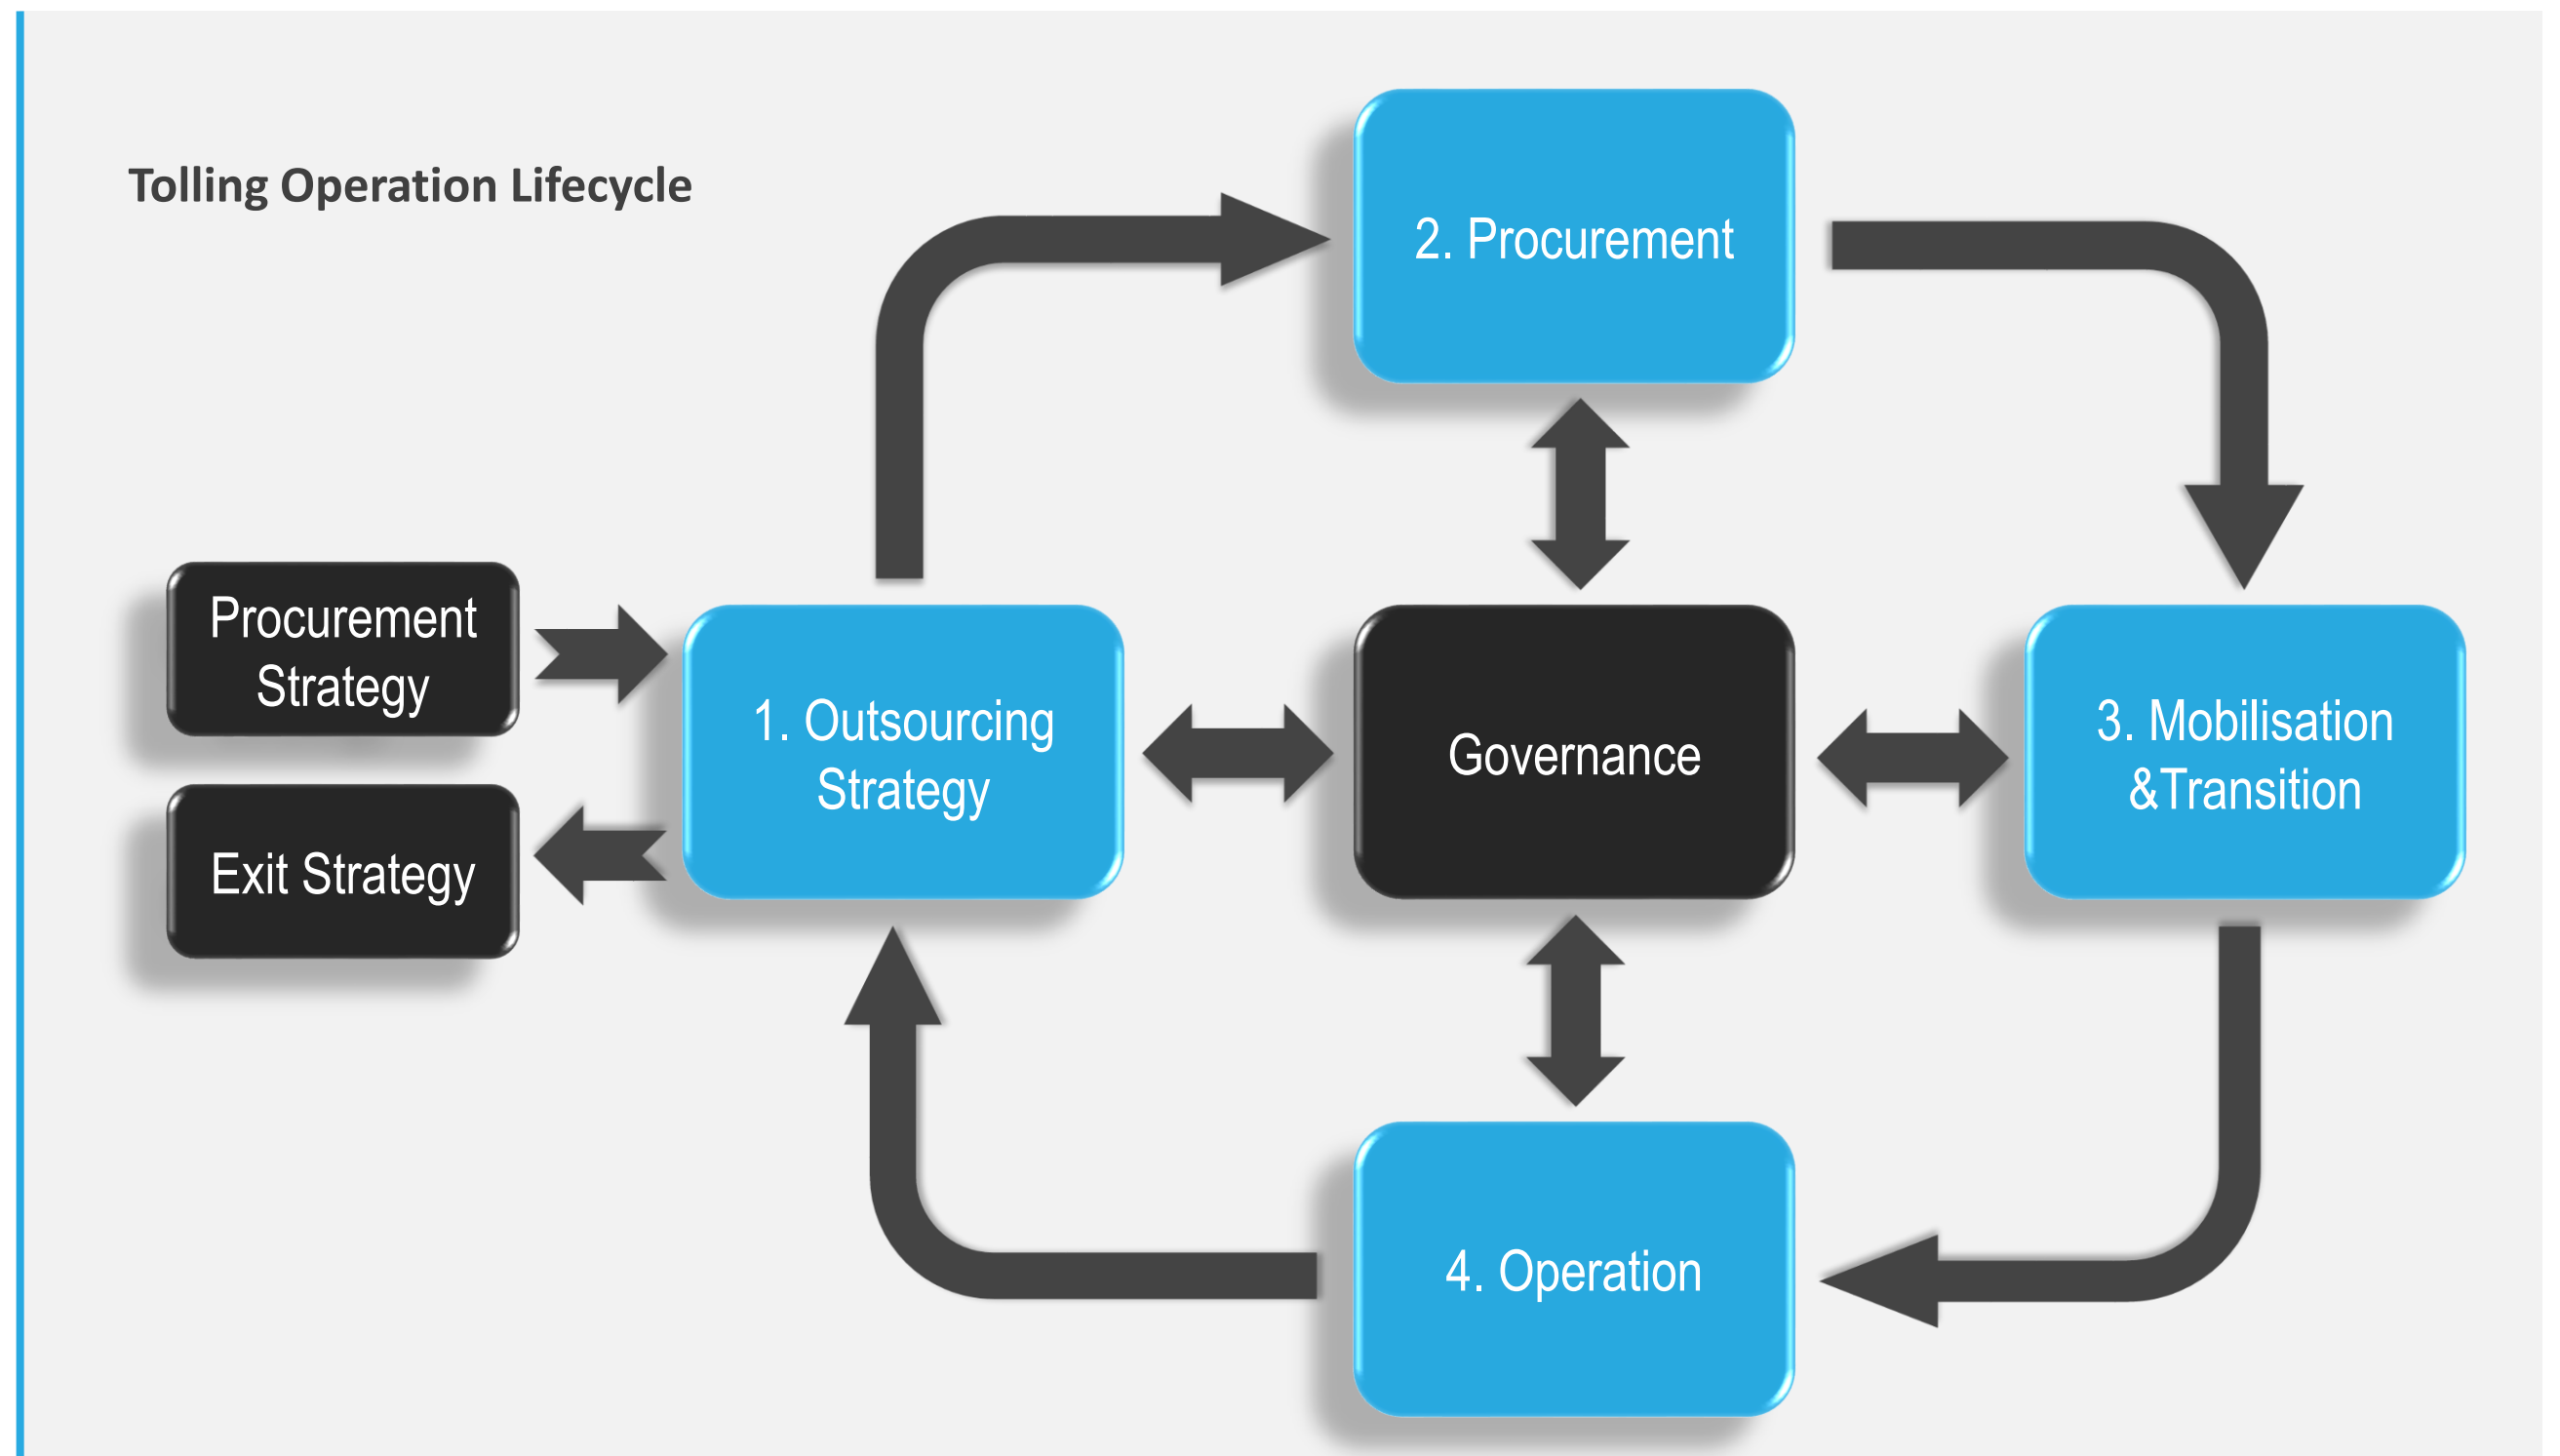 Tolling Operation Lifecycle
2. Procurement
Procurement
Strategy
Exit Strategy
1. Outsourcing
Strategy
Governance
3. Mobilisation
&Transition
4. Operation